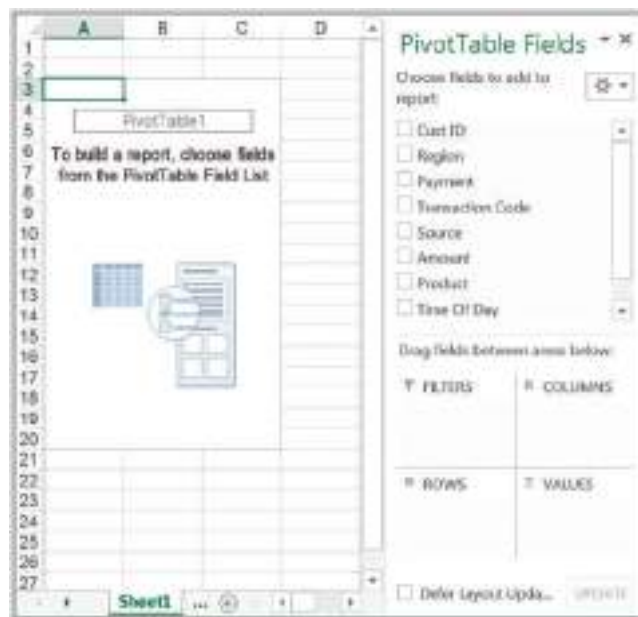 A B C D
1
2
3
4
5
6
7
8
9
10
11
12
13
14
15
16
17
18
19
20
21
22
23
24
25
26
27
PivotTable1
To build a report, choose fields
from the PivotTable Field List
Sheet1 ...
PivotTable Fields
Choose fields to add to
report:
Cust ID
Region
Payment
Transaction Code
Source
Amount
Product
Time Of Day
Drag fields between areas below:
FILTERS
COLUMNS
ROWS
Σ VALUES
Defer Layout Upda...
UPDATE